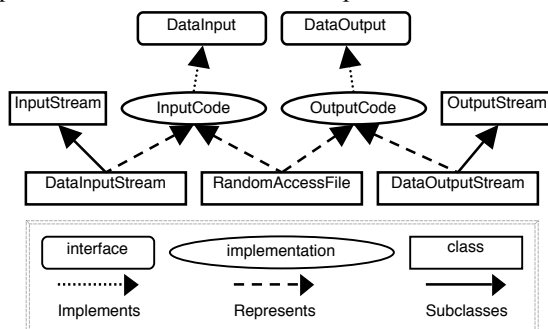 DataInput DataOutput
InputStream InputCode OutputCode OutputStream
DataInputStream RandomAccessFile DataOutputStream
interface implementation class
Implements Represents Subclasses